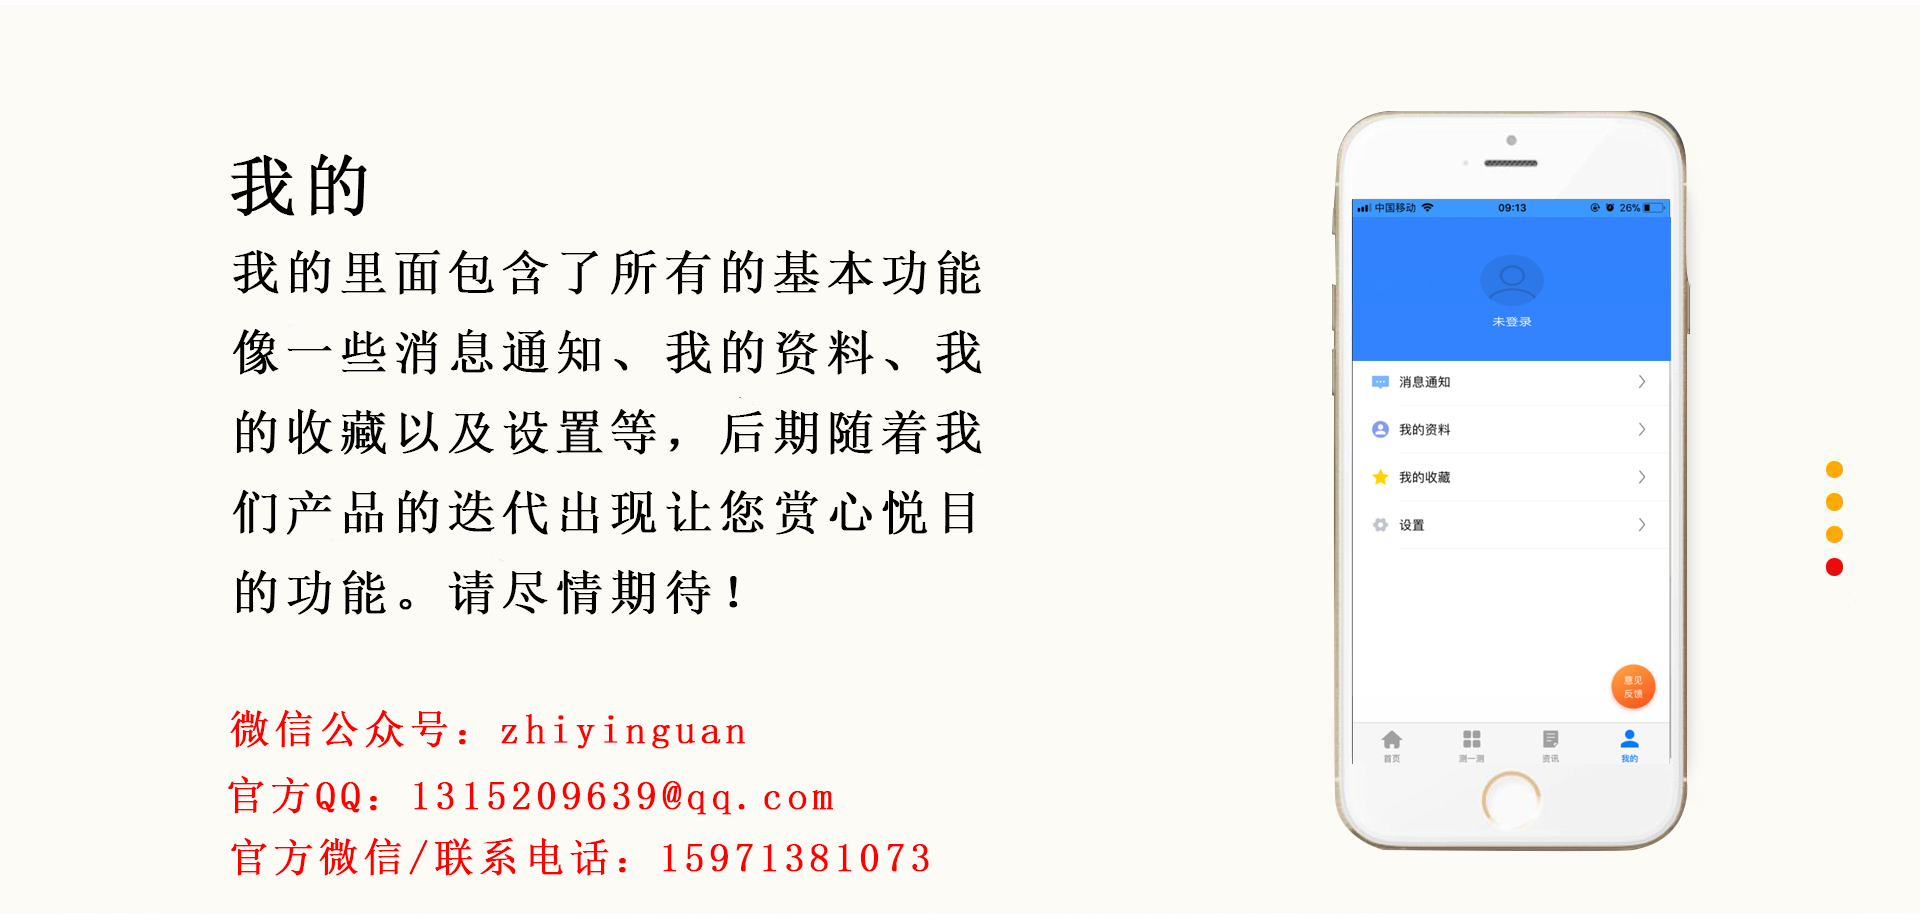 我的
我的里面包含了所有的基本功能
像一些消息通知、我的资料、我
的收藏以及设置等，后期随着我
们产品的迭代出现让您赏心悦目
的功能。请尽情期待！
微信公众号：zhiyinguan
官方QQ：1315209639@qq.com
官方微信/联系电话：15971381073
中国移动 09:13 26%
未登录
消息通知
我的资料
我的收藏
设置
意见
反馈
首页 测一测 资讯 我的